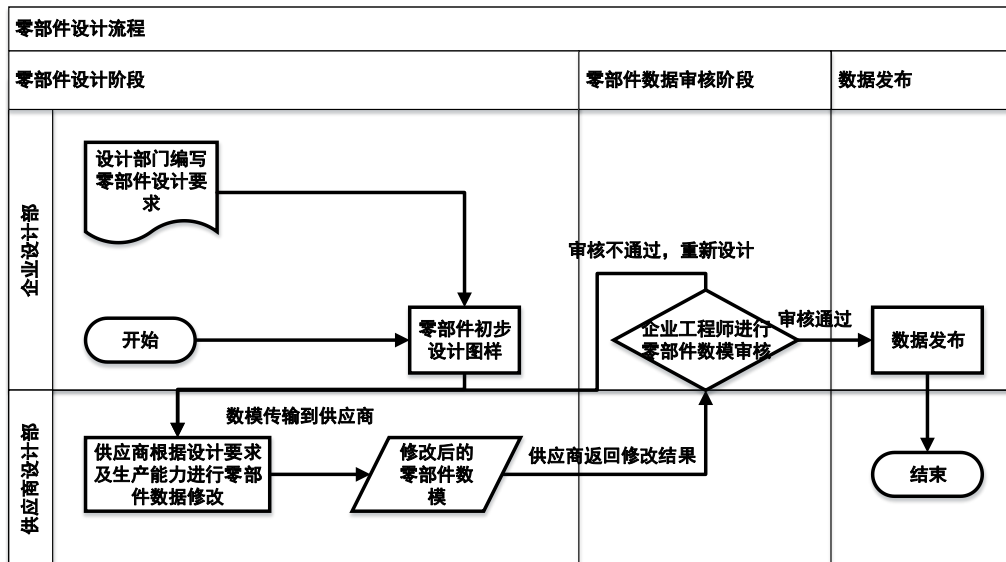 零部件设计流程
零部件设计阶段
零部件数据审核阶段
数据发布
企业设计部
设计部门编写
零部件设计要
求
审核不通过，重新设计
开始
零部件初步
设计图样
企业工程师进行
零部件数模审核
审核通过
数据发布
供应商设计部
数模传输到供应商
供应商根据设计要求
及生产能力进行零部
件数据修改
修改后的
零部件数
模
供应商返回修改结果
结束